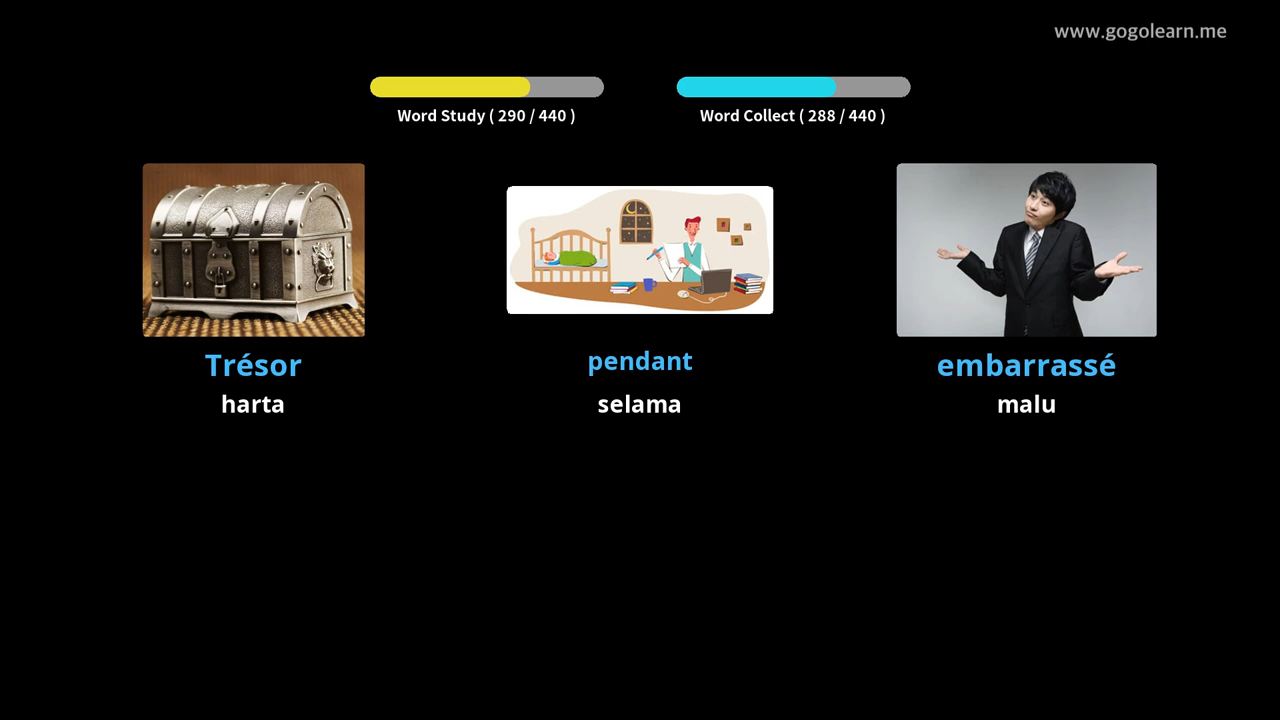 www.gogolearn.me
Word Study ( 290 / 440 )
Word Collect ( 288 / 440 )
Trésor
harta
pendant
selama
embarrassé
malu